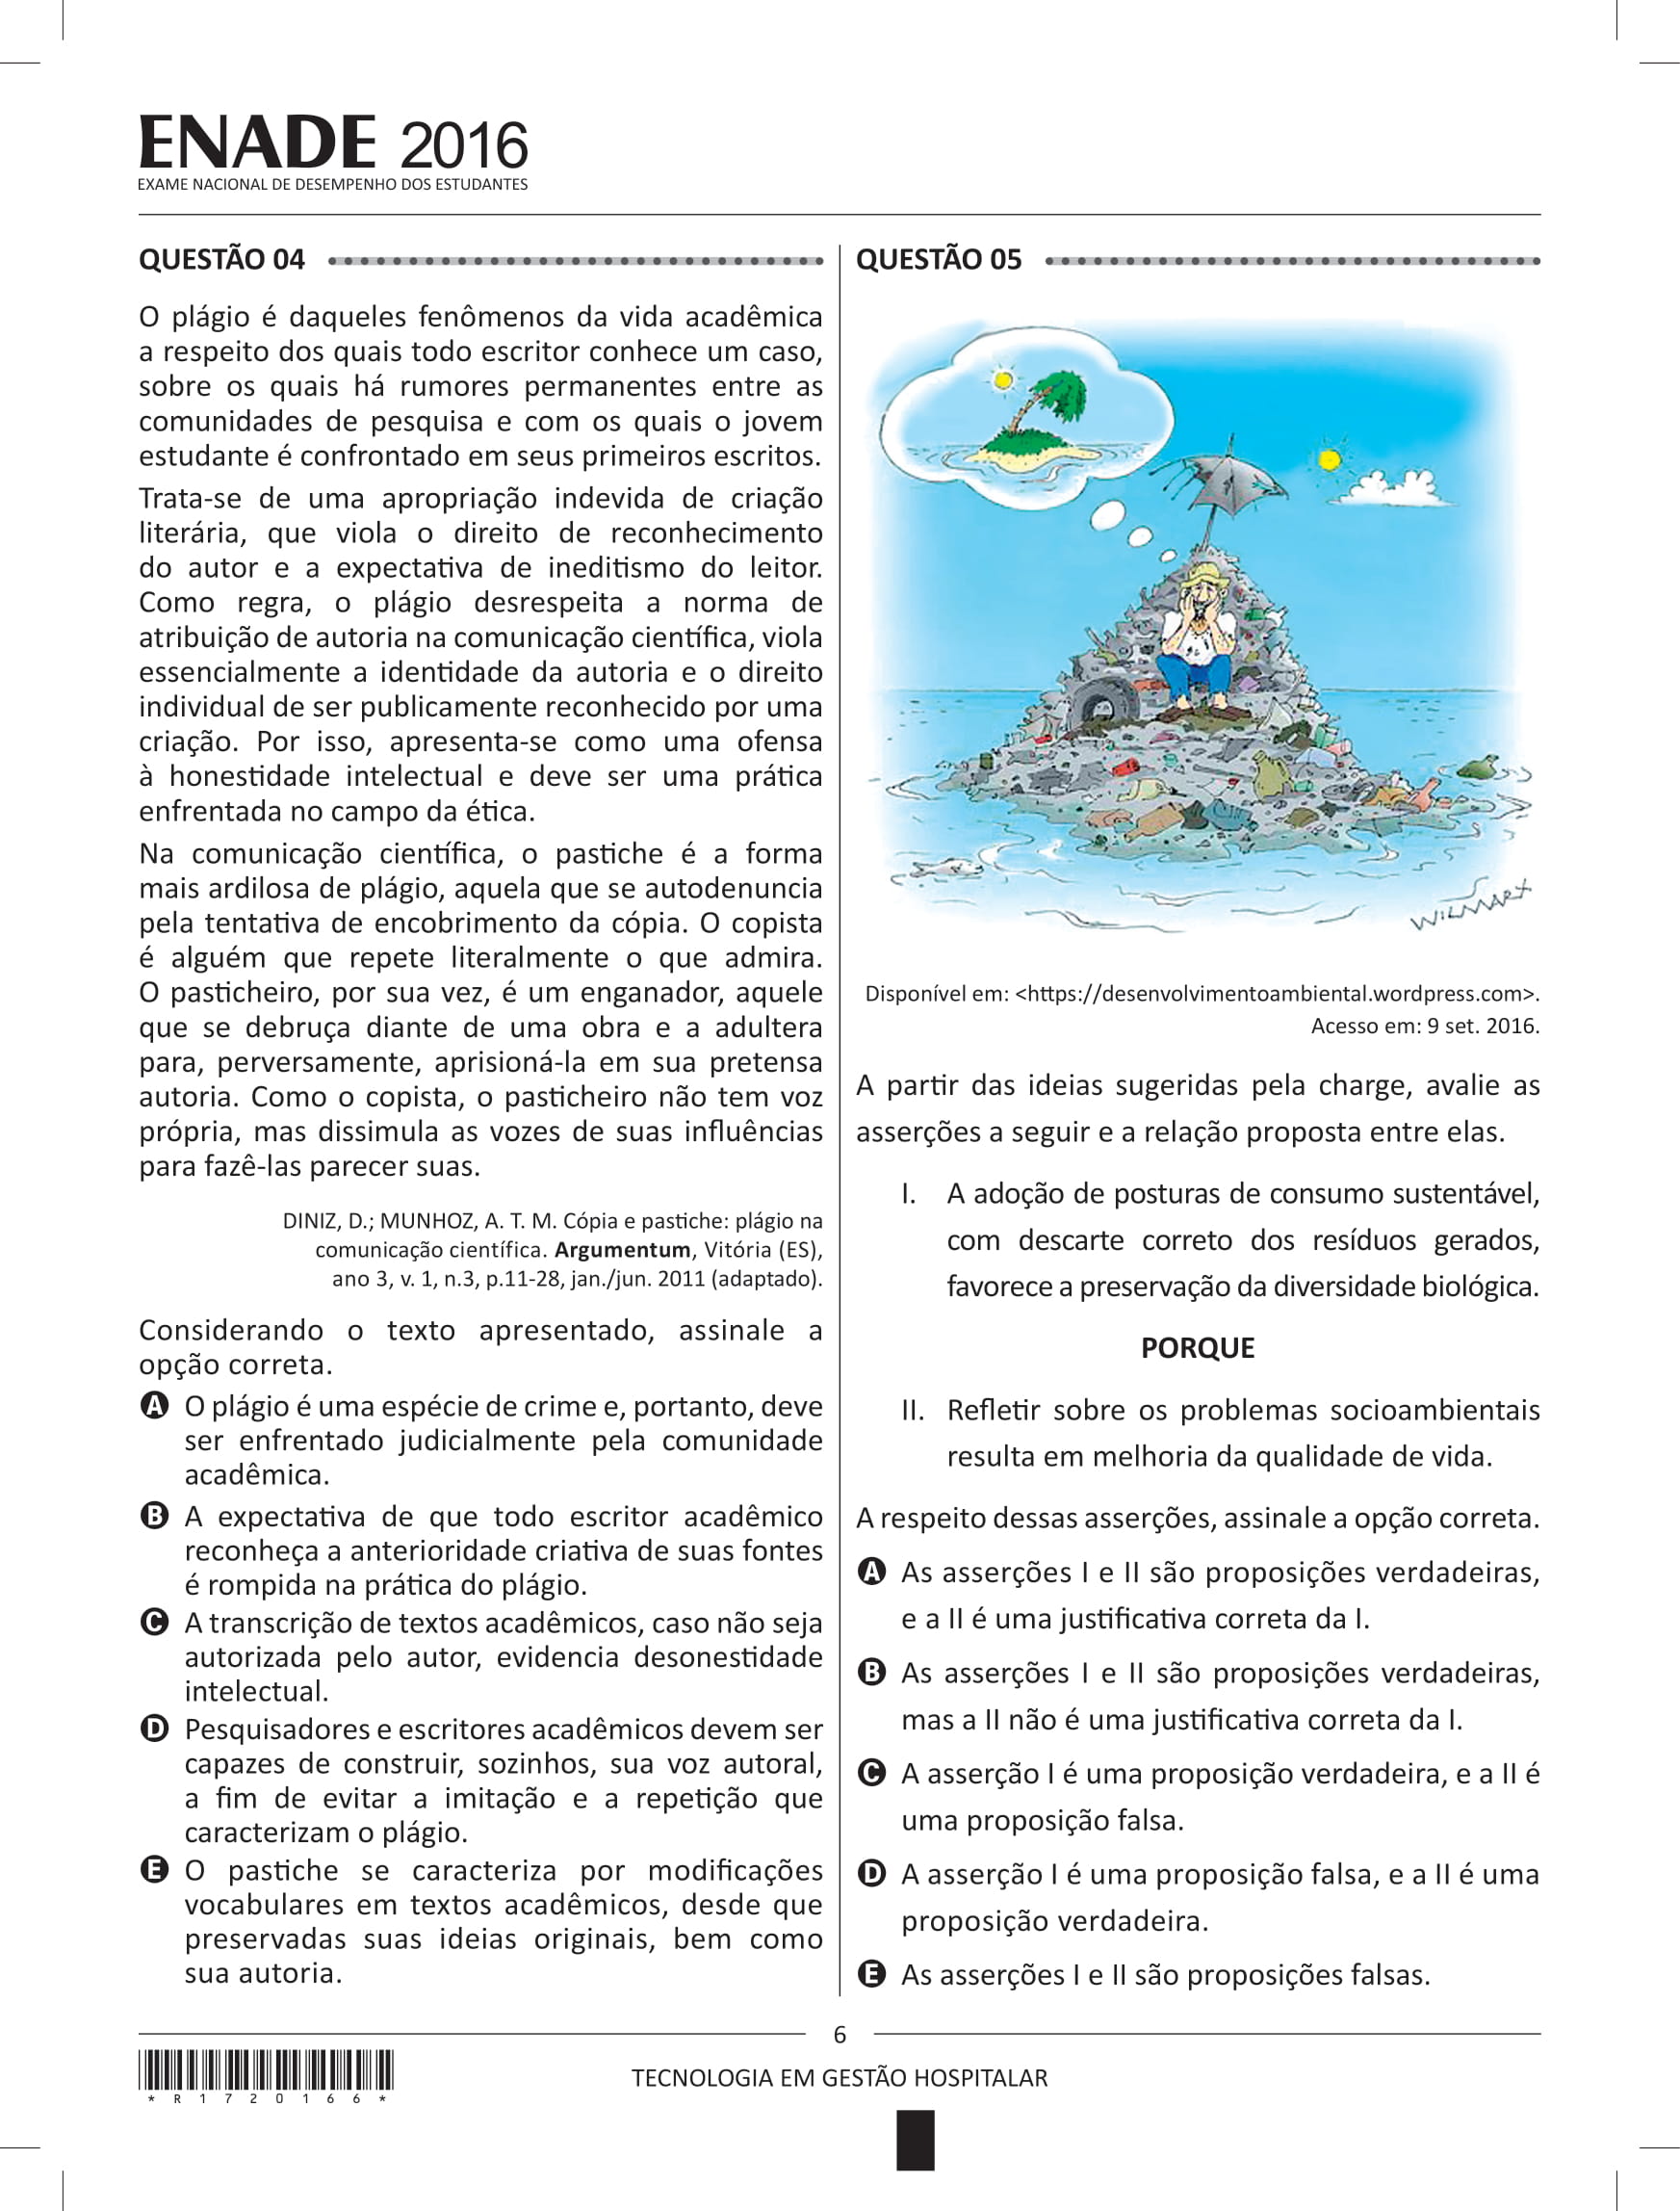 ENADE 2016
EXAME NACIONAL DE DESEMPENHO DOS ESTUDANTES
QUESTÃO 04
O plágio é daqueles fenômenos da vida acadêmica
a respeito dos quais todo escritor conhece um caso,
sobre os quais há rumores permanentes entre as
comunidades de pesquisa e com os quais o jovem
estudante é confrontado em seus primeiros escritos.
Trata-se de uma apropriação indevida de criação
literária, que viola o direito de reconhecimento
do autor e a expectativa de ineditismo do leitor.
Como regra, o plágio desrespeita a norma de
atribuição de autoria na comunicação científica, viola
essencialmente a identidade da autoria e o direito
individual de ser publicamente reconhecido por uma
criação. Por isso, apresenta-se como uma ofensa
à honestidade intelectual e deve ser uma prática
enfrentada no campo da ética.
Na comunicação científica, o pastiche é a forma
mais ardilosa de plágio, aquela que se autodenuncia
pela tentativa de encobrimento da cópia. O copista
é alguém que repete literalmente o que admira.
O pasticheiro, por sua vez, é um enganador, aquele
que se debruça diante de uma obra e a adultera
para, perversamente, aprisioná-la em sua pretensa
autoria. Como o copista, o pasticheiro não tem voz
própria, mas dissimula as vozes de suas influências
para fazê-las parecer suas.
DINIZ, D.; MUNHOZ, A. T. M. Cópia e pastiche: plágio na
comunicação científica. Argumentum, Vitória (ES),
ano 3, v. 1, n.3, p.11-28, jan./jun. 2011 (adaptado).
Considerando o texto apresentado, assinale a
opção correta.
A O plágio é uma espécie de crime e, portanto, deve
ser enfrentado judicialmente pela comunidade
acadêmica.
B A expectativa de que todo escritor acadêmico
reconheça a anterioridade criativa de suas fontes
é rompida na prática do plágio.
C A transcrição de textos acadêmicos, caso não seja
autorizada pelo autor, evidencia desonestidade
intelectual.
D Pesquisadores e escritores acadêmicos devem ser
capazes de construir, sozinhos, sua voz autoral,
a fim de evitar a imitação e a repetição que
caracterizam o plágio.
E O pastiche se caracteriza por modificações
vocabulares em textos acadêmicos, desde que
preservadas suas ideias originais, bem como
sua autoria.
QUESTÃO 05
WILMARX
Disponível em: <https://desenvolvimentoambiental.wordpress.com>.
Acesso em: 9 set. 2016.
A partir das ideias sugeridas pela charge, avalie as
asserções a seguir e a relação proposta entre elas.
I. A adoção de posturas de consumo sustentável,
com descarte correto dos resíduos gerados,
favorece a preservação da diversidade biológica.
PORQUE
II. Refletir sobre os problemas socioambientais
resulta em melhoria da qualidade de vida.
A respeito dessas asserções, assinale a opção correta.
A As asserções I e II são proposições verdadeiras,
e a II é uma justificativa correta da I.
B As asserções I e II são proposições verdadeiras,
mas a II não é uma justificativa correta da I.
C A asserção I é uma proposição verdadeira, e a II é
uma proposição falsa.
D A asserção I é uma proposição falsa, e a II é uma
proposição verdadeira.
E As asserções I e II são proposições falsas.
6
*R1720166*
TECNOLOGIA EM GESTÃO HOSPITALAR